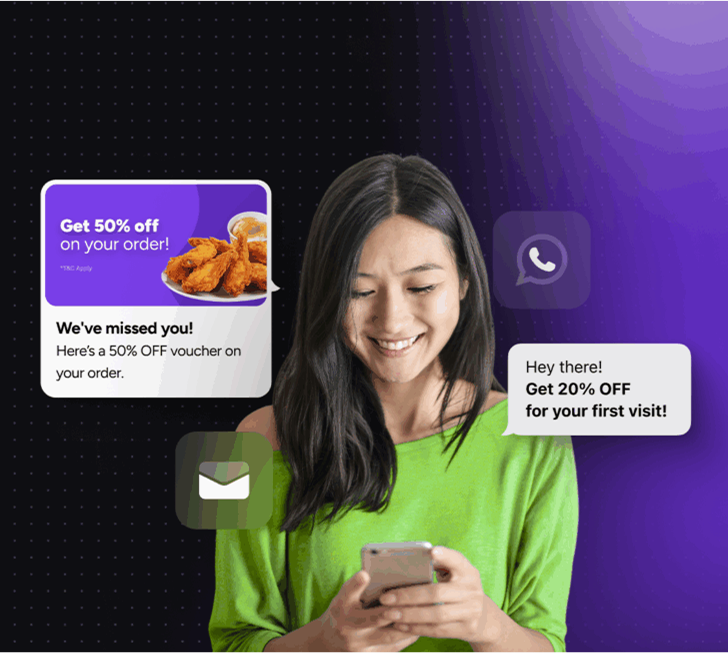 Get 50% off
on your order!
*T&C Apply
We've missed you!
Here's a 50% OFF voucher on
your order.
Hey there!
Get 20% OFF
for your first visit!